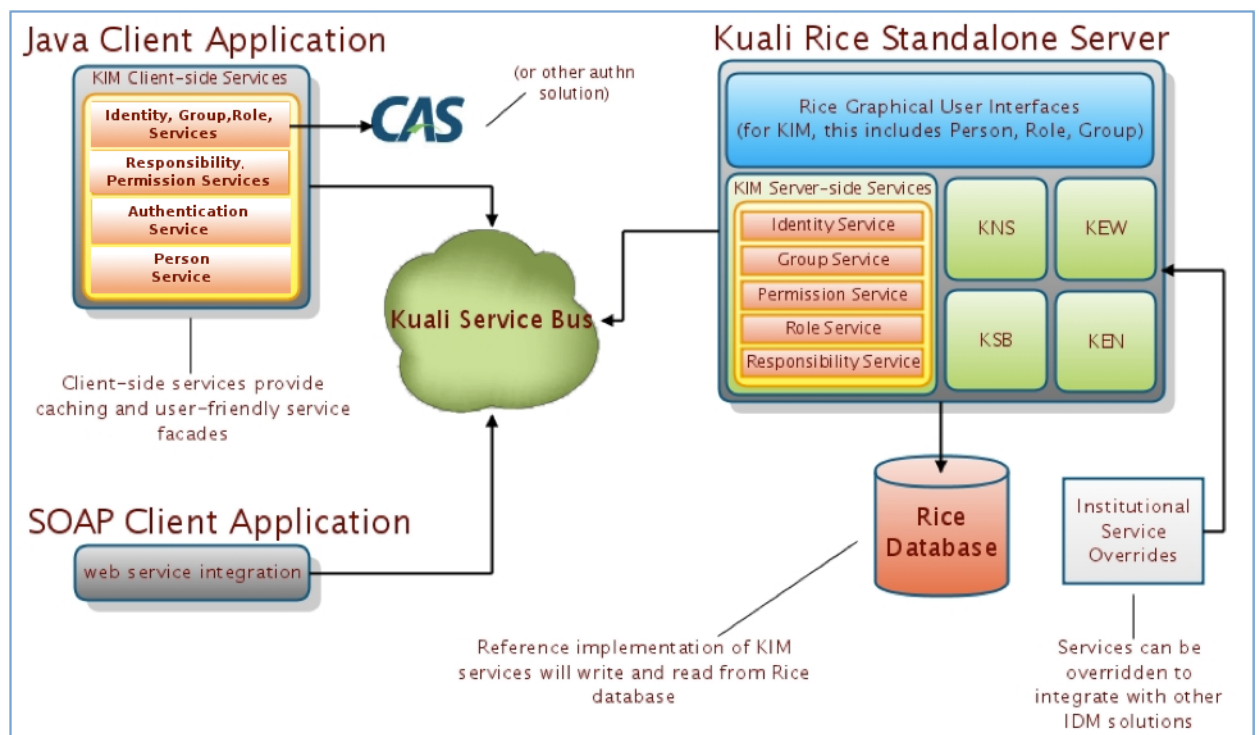 Java Client Application
KIM Client-side Services
Identity, Group,Role,
Services
Responsibility,
Permission Services
Authentication
Service
Person
Service
CAS
(or other authn
solution)
Client-side services provide
caching and user-friendly service
facades
Kuali Service Bus
SOAP Client Application
web service integration
Kuali Rice Standalone Server
Rice Graphical User Interfaces
(for KIM, this includes Person, Role, Group)
KIM Server-side Services
Identity Service
Group Service
Permission Service
Role Service
Responsibility Service
KNS
KEW
KSB
KEN
Rice
Database
Institutional
Service
Overrides
Reference implementation of KIM
services will write and read from Rice
database
Services can be
overridden to
integrate with other
IDM solutions